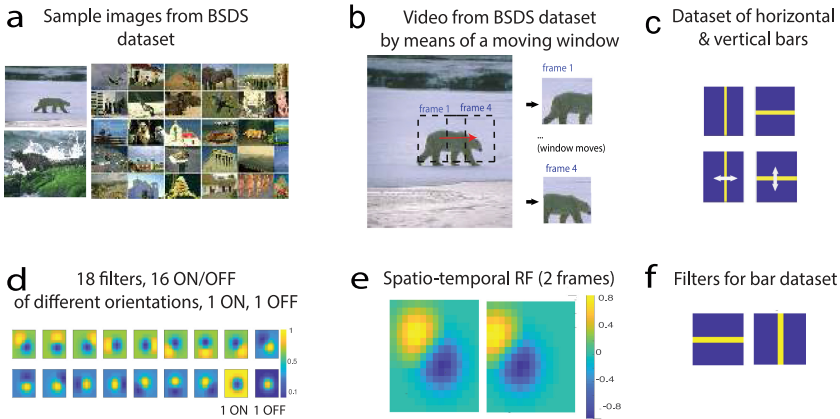 a
Sample images from BSDS
dataset
b
Video from BSDS dataset
by means of a moving window
frame 1
frame 4
frame 1
...
(window moves)
frame 4
c
Dataset of horizontal
& vertical bars
d
18 filters, 16 ON/OFF
of different orientations, 1 ON, 1 OFF
1
0.5
0.1
1 ON 1 OFF
e
Spatio-temporal RF (2 frames)
0.8
0.4
0
-0.4
-0.8
f
Filters for bar dataset